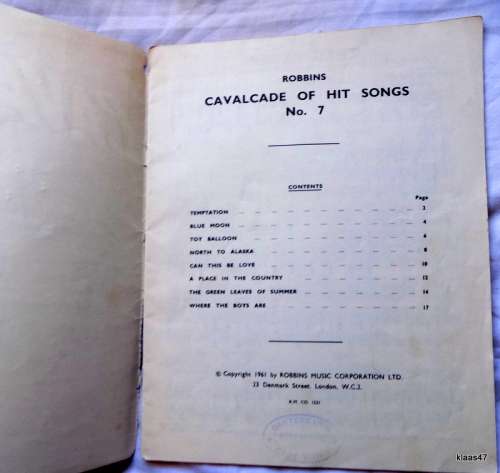 ROBBINS
CAVALCADE OF HIT SONGS
No. 7
CONTENTS
Page
TEMPTATION 2
BLUE MOON 4
TOY BALLOON 6
NORTH TO ALASKA 8
CAN THIS BE LOVE 10
A PLACE IN THE COUNTRY 12
THE GREEN LEAVES OF SUMMER 14
WHERE THE BOYS ARE 17
© Copyright 1961 by ROBBINS MUSIC CORPORATION LTD.
23 Denmark Street, London, W.C.2.
klaas47